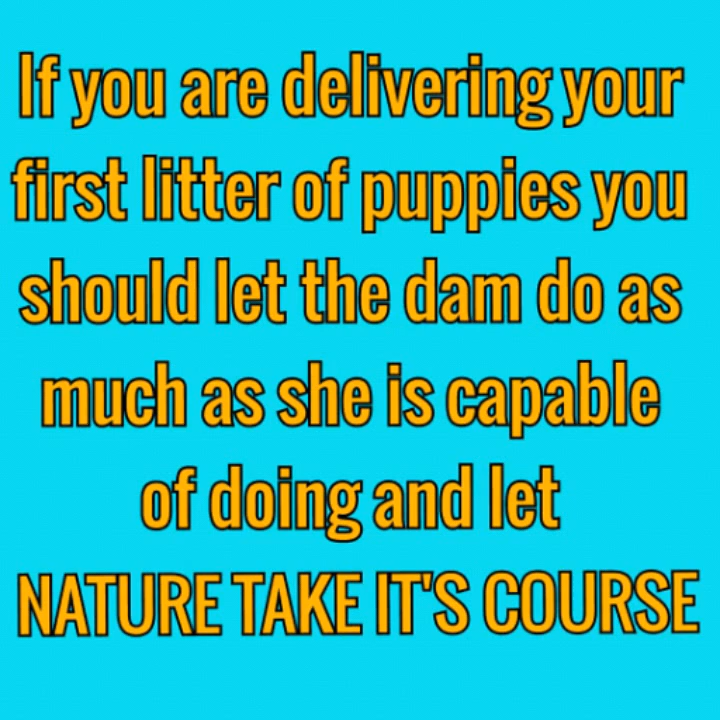 If you are delivering your
first litter of puppies you
should let the dam do as
much as she is capable
of doing and let
NATURE TAKE IT'S COURSE